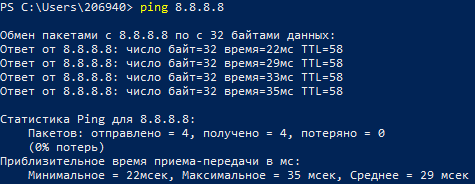 PS C:\Users\206940> ping 8.8.8.8
Обмен пакетами с 8.8.8.8 по с 32 байтами данных:
Ответ от 8.8.8.8: число байт=32 время=22мс TTL=58
Ответ от 8.8.8.8: число байт=32 время=29мс TTL=58
Ответ от 8.8.8.8: число байт=32 время=33мс TTL=58
Ответ от 8.8.8.8: число байт=32 время=35мс TTL=58
Статистика Ping для 8.8.8.8:
Пакетов: отправлено = 4, получено = 4, потеряно = 0
(0% потерь)
Приблизительное время приема-передачи в мс:
Минимальное = 22мсек, Максимальное = 35 мсек, Среднее = 29 мсек